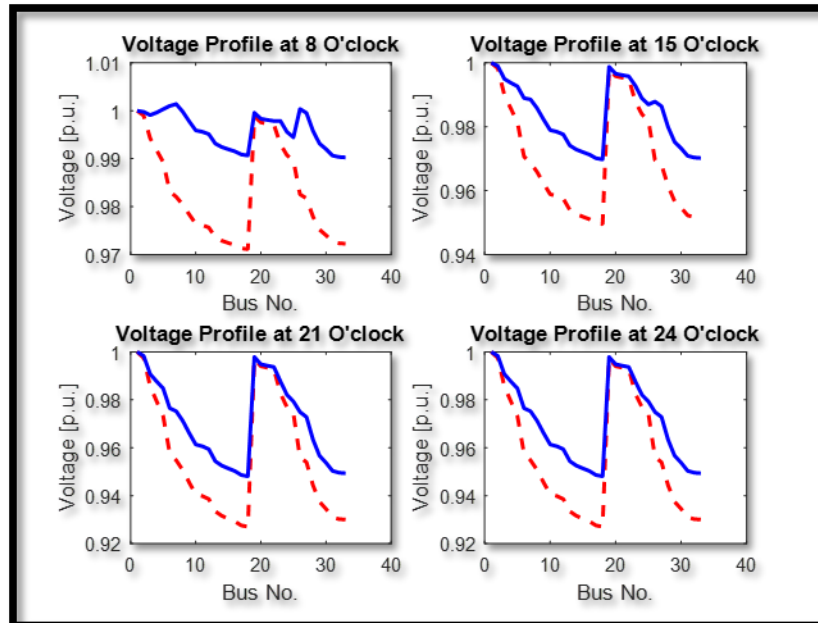 Voltage Profile at 8 O'clock
Voltage [p.u.]
1.01
1
0.99
0.98
0.97
0 10 20 30 40
Bus No.
Voltage Profile at 15 O'clock
Voltage [p.u.]
1
0.98
0.96
0.94
0 10 20 30 40
Bus No.
Voltage Profile at 21 O'clock
Voltage [p.u.]
1
0.98
0.96
0.94
0.92
0 10 20 30 40
Bus No.
Voltage Profile at 24 O'clock
Voltage [p.u.]
1
0.98
0.96
0.94
0.92
0 10 20 30 40
Bus No.